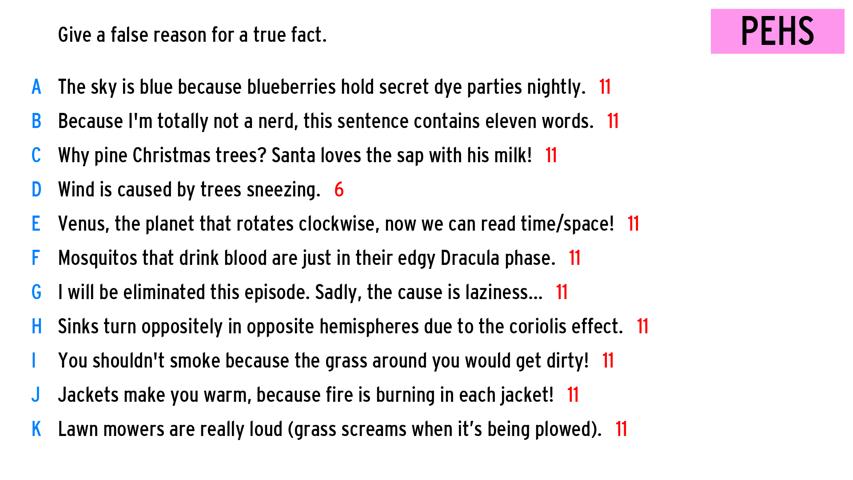 Give a false reason for a true fact.
PEHS
A The sky is blue because blueberries hold secret dye parties nightly. 11
B Because I'm totally not a nerd, this sentence contains eleven words. 11
C Why pine Christmas trees? Santa loves the sap with his milk! 11
D Wind is caused by trees sneezing. 6
E Venus, the planet that rotates clockwise, now we can read time/space! 11
F Mosquitos that drink blood are just in their edgy Dracula phase. 11
G I will be eliminated this episode. Sadly, the cause is laziness... 11
H Sinks turn oppositely in opposite hemispheres due to the coriolis effect. 11
I You shouldn't smoke because the grass around you would get dirty! 11
J Jackets make you warm, because fire is burning in each jacket! 11
K Lawn mowers are really loud (grass screams when it’s being plowed). 11